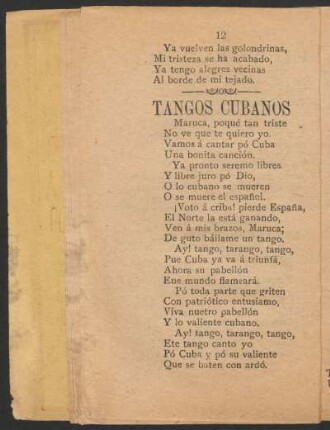 12
Ya vuelven las golondrinas,
Mi tristeza se ha acabado,
Ya tengo alegres vecinas
Al borde de mi tejado.
TANGOS CUBANOS
Maruca, poqué tan triste
No ve que te quiero yo.
Vamos á cantar pó Cuba
Una bonita canción.
Ya pronto seremo libres
Y libre juro pó Dio,
O lo cubano se mueren
O se muere el español.
¡Voto á criba! pierde España,
El Norte la está ganando,
Ven á mis brazos, Maruca;
De guto báilame un tango.
Ay! tango, tarango, tango,
Pue Cuba ya va á triunfá,
Ahora su pabellón
Ene mundo flameará.
Pó toda parte que griten
Con patriótico entusiamo,
Viva nuetro pabellón
Y lo valiente cubano.
Ay! tango, tarango, tango,
Ete tango canto yo
Pó Cuba y pó su valiente
Que se baten con ardó.